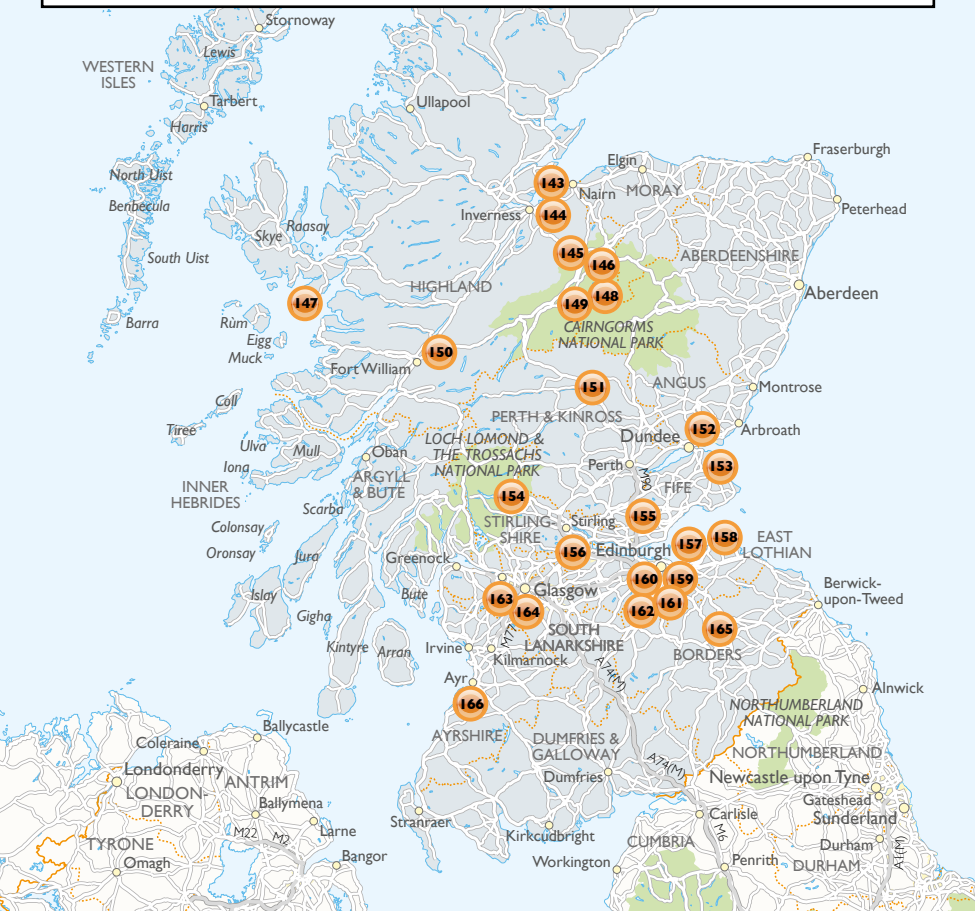 Stornoway
Lewis
WESTERN
ISLES
Tarbert
Ullapool
Harris
Fraserburgh
Elgin
North Uist
143
Nairn
MORAY
Benbecula
Peterhead
Inverness
144
Raasay
Skye
145
146
ABERDEENSHIRE
South Uist
HIGHLAND
Aberdeen
147
149
148
Barra
Rùm
CAIRNGORMS
NATIONAL PARK
Eigg
Muck
150
Fort William
151
ANGUS
Montrose
Coll
PERTH & KINROSS
Tiree
152
Arbroath
Dundee
LOCH LOMOND &
THE TROSSACHS
NATIONAL PARK
Ulva
Mull
Oban
Iona
Perth
M90
153
ARGYLL
& BUTE
FIFE
INNER
HEBRIDES
154
Scarba
155
STIRLING-
SHIRE
Stirling
Colonsay
Oronsay
Jura
156
Edinburgh
157
158
EAST
LOTHIAN
Greenock
160
159
Berwick-
upon-Tweed
Islay
Bute
163
Glasgow
161
164
162
Gigha
165
M77
SOUTH
LANARKSHIRE
Kintyre
Arran
Irvine
Kilmarnock
BORDERS
A74(M)
Ayr
Alnwick
166
NORTHUMBERLAND
NATIONAL PARK
Ballycastle
AYRSHIRE
DUMFRIES &
GALLOWAY
Coleraine
NORTHUMBERLAND
Londonderry
A74(M)
Dumfries
Newcastle upon Tyne
LONDON-
DERRY
ANTRIM
Gateshead
Ballymena
Stranraer
Carlisle
Sunderland
M22
M2
Larne
Kirkcudbright
M6
TYRONE
CUMBRIA
Durham
A1(M)
Omagh
Bangor
Workington
Penrith
DURHAM